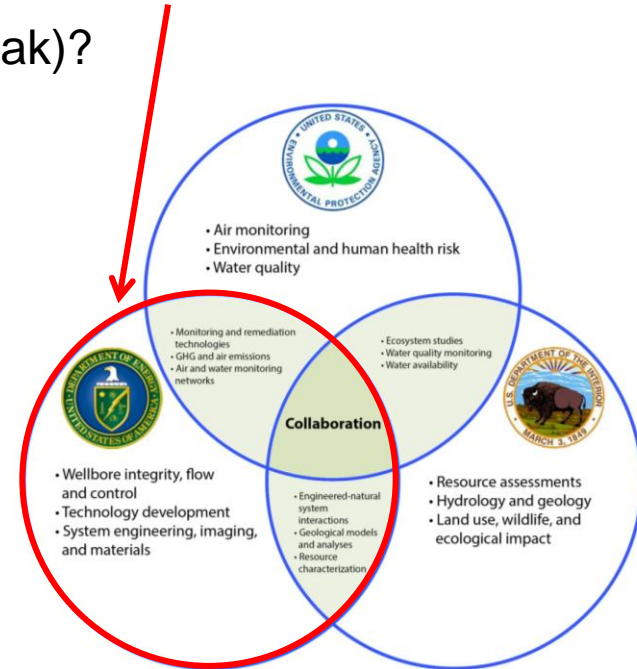 ak)?
UNITED STATES
ENVIRONMENTAL PROTECTION AGENCY
• Air monitoring
• Environmental and human health risk
• Water quality
• Monitoring and remediation
technologies
• GHG and air emissions
• Air and water monitoring
networks
• Ecosystem studies
• Water quality monitoring
• Water availability
DEPARTMENT OF ENERGY
UNITED STATES OF AMERICA
U.S. DEPARTMENT OF THE INTERIOR
MARCH 3, 1849
Collaboration
• Wellbore integrity, flow
and control
• Technology development
• System engineering, imaging,
and materials
• Engineered-natural
system
interactions
• Geological models
and analyses
• Resource
characterization
• Resource assessments
• Hydrology and geology
• Land use, wildlife, and
ecological impact